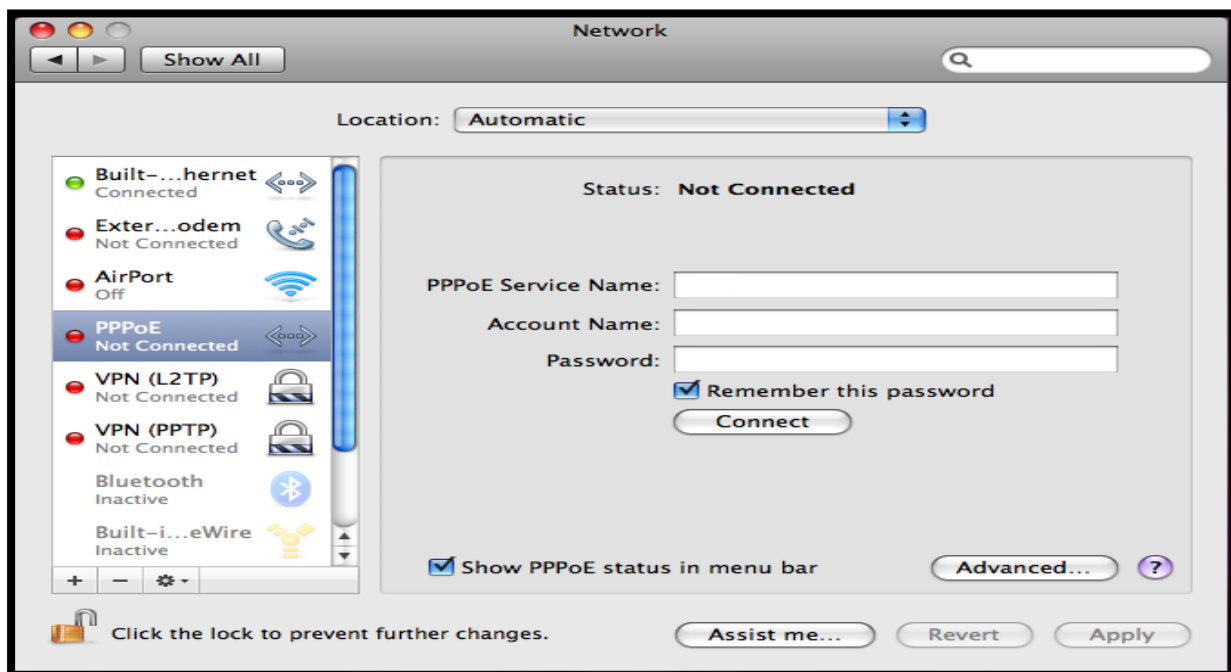 Network
Show All
Location: Automatic
Built-...hernet
Connected
Exter...odem
Not Connected
AirPort
Off
PPPoE
Not Connected
VPN (L2TP)
Not Connected
VPN (PPTP)
Not Connected
Bluetooth
Inactive
Built-i...eWire
Inactive
Status: Not Connected
PPPoE Service Name:
Account Name:
Password:
Remember this password
Connect
Show PPPoE status in menu bar
Advanced... ?
Click the lock to prevent further changes.
Assist me... Revert Apply